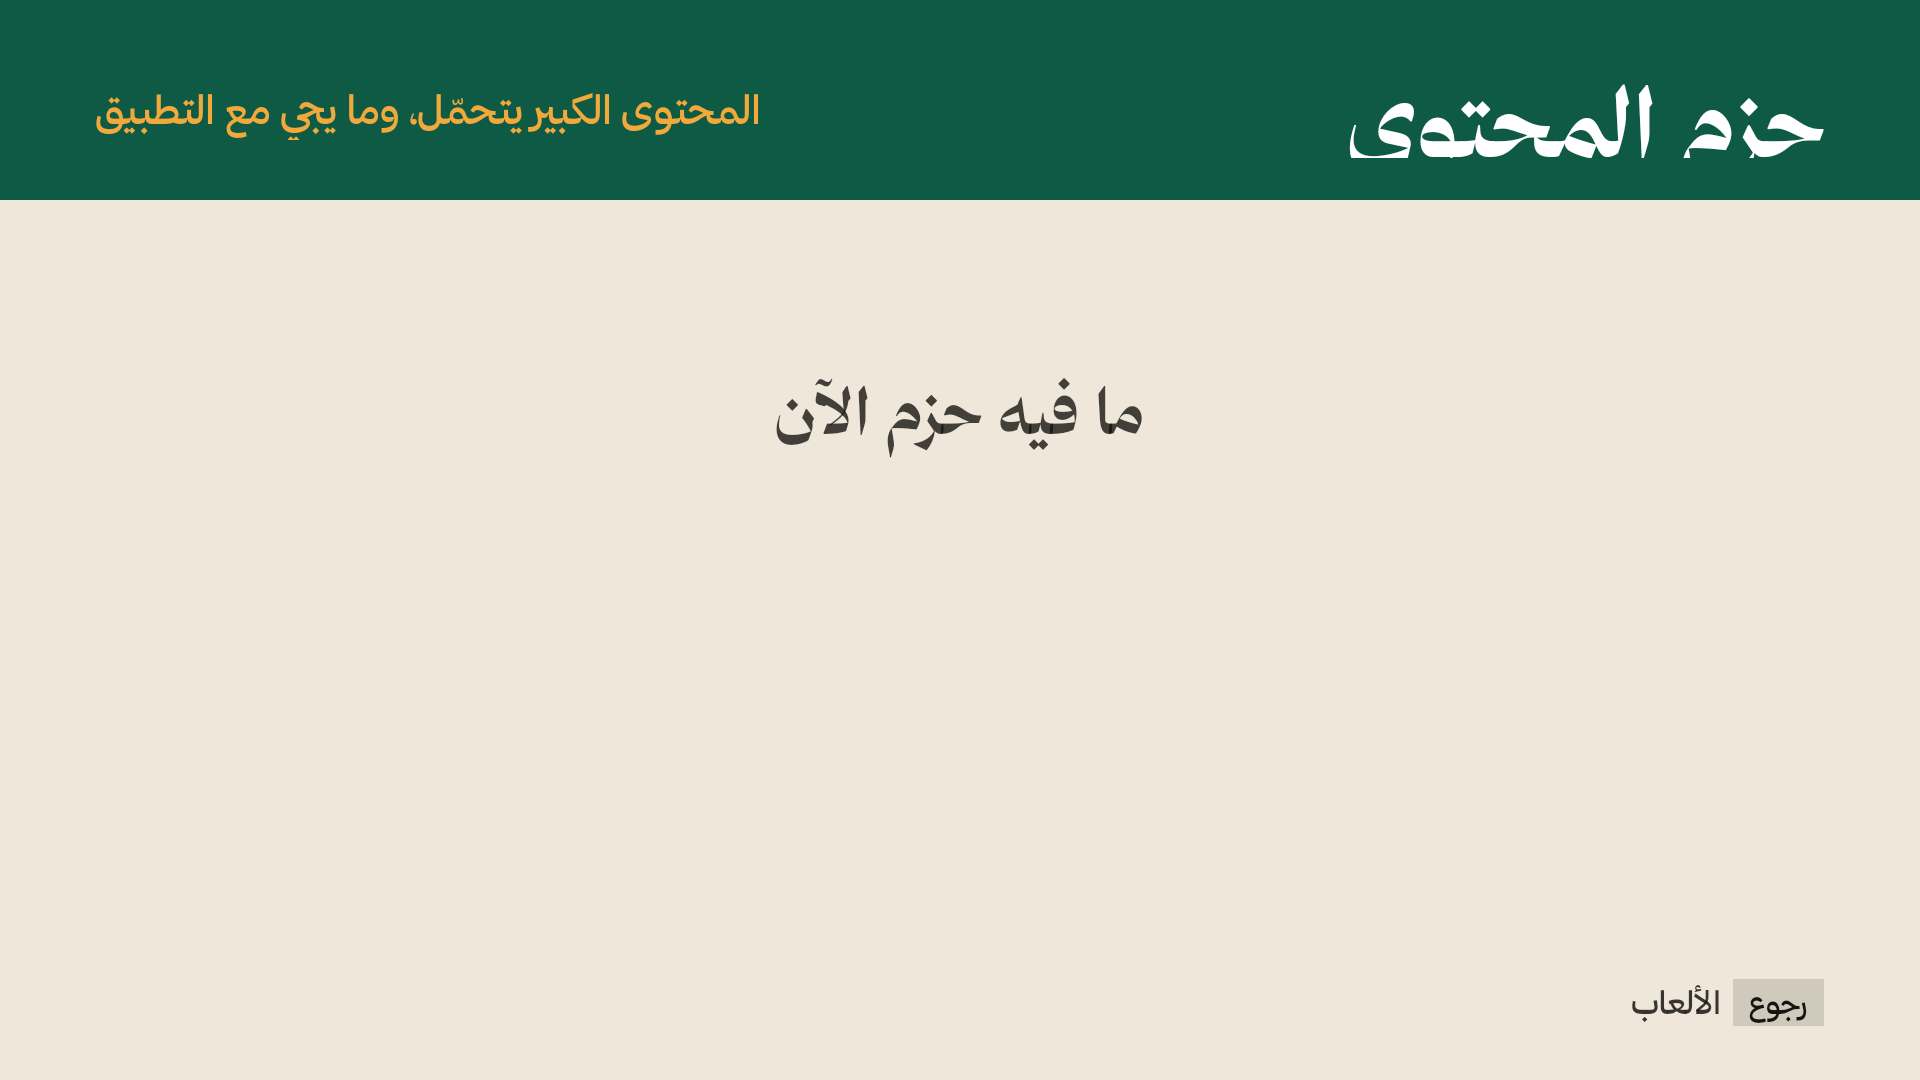 حزم المحتوى
المحتوى الكبير يتحمّل، وما يجي مع التطبيق
ما فيه حزم الآن
رجوع الألعاب